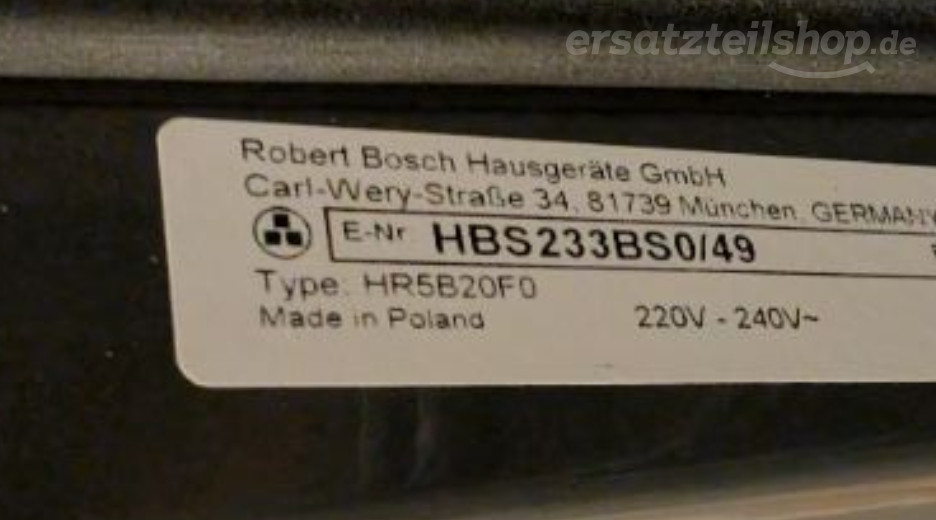 ersatzteilshop.de
Robert Bosch Hausgeräte GmbH
Carl-Wery-Straße 34, 81739 München, GERMANY
E-Nr HBS233BS0/49
Type: HR5B20F0
Made in Poland 220V - 240V~